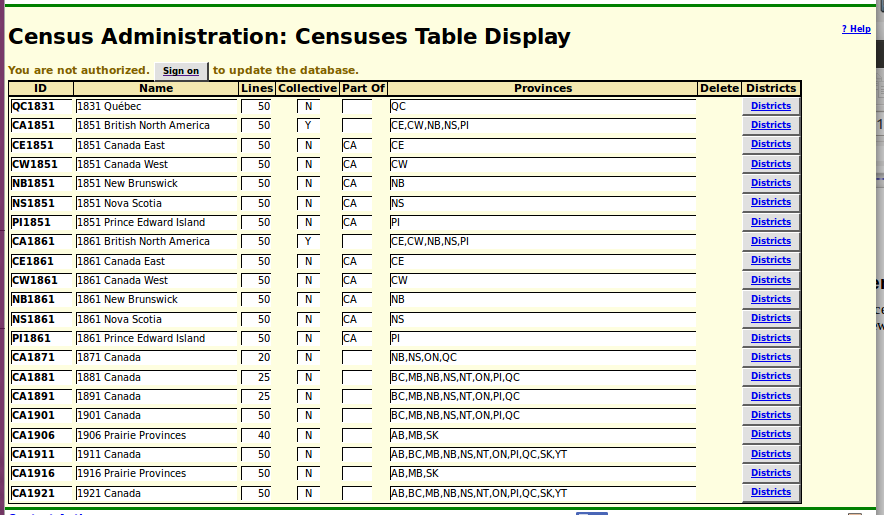 Census Administration: Censuses Table Display
? Help
You are not authorized. Sign on to update the database.
ID Name Lines Collective Part Of Provinces Delete Districts
QC1831 1831 Québec 50 N QC Districts
CA1851 1851 British North America 50 Y CE,CW,NB,NS,PI Districts
CE1851 1851 Canada East 50 N CA CE Districts
CW1851 1851 Canada West 50 N CA CW Districts
NB1851 1851 New Brunswick 50 N CA NB Districts
NS1851 1851 Nova Scotia 50 N CA NS Districts
PI1851 1851 Prince Edward Island 50 N CA PI Districts
CA1861 1861 British North America 50 Y CE,CW,NB,NS,PI Districts
CE1861 1861 Canada East 50 N CA CE Districts
CW1861 1861 Canada West 50 N CA CW Districts
NB1861 1861 New Brunswick 50 N CA NB Districts
NS1861 1861 Nova Scotia 50 N CA NS Districts
PI1861 1861 Prince Edward Island 50 N CA PI Districts
CA1871 1871 Canada 20 N NB,NS,ON,QC Districts
CA1881 1881 Canada 25 N BC,MB,NB,NS,NT,ON,PI,QC Districts
CA1891 1891 Canada 25 N BC,MB,NB,NS,NT,ON,PI,QC Districts
CA1901 1901 Canada 50 N BC,MB,NB,NS,NT,ON,PI,QC Districts
CA1906 1906 Prairie Provinces 40 N AB,MB,SK Districts
CA1911 1911 Canada 50 N AB,BC,MB,NB,NS,NT,ON,PI,QC,SK,YT Districts
CA1916 1916 Prairie Provinces 50 N AB,MB,SK Districts
CA1921 1921 Canada 50 N AB,BC,MB,NB,NS,NT,ON,PI,QC,SK,YT Districts